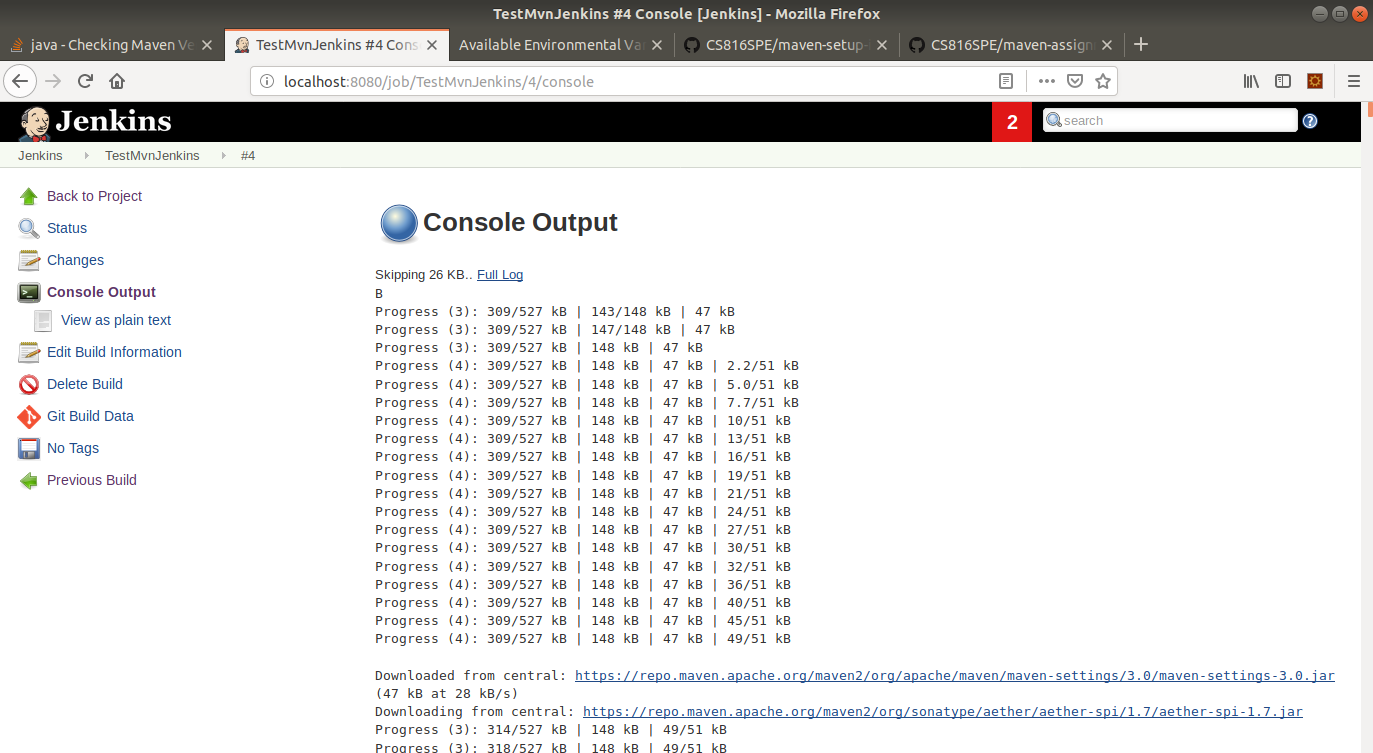 TestMvnJenkins #4 Console [Jenkins] - Mozilla Firefox
java - Checking Maven Ve
TestMvnJenkins #4 Cons
Available Environmental Va
CS816SPE/maven-setup-
CS816SPE/maven-assign
localhost:8080/job/TestMvnJenkins/4/console
Jenkins
2
search
Jenkins
TestMvnJenkins
#4
Back to Project
Status
Changes
Console Output
View as plain text
Edit Build Information
Delete Build
Git Build Data
No Tags
Previous Build
Console Output
Skipping 26 KB.. Full Log
B
Progress (3): 309/527 kB | 143/148 kB | 47 kB
Progress (3): 309/527 kB | 147/148 kB | 47 kB
Progress (3): 309/527 kB | 148 kB | 47 kB
Progress (4): 309/527 kB | 148 kB | 47 kB | 2.2/51 kB
Progress (4): 309/527 kB | 148 kB | 47 kB | 5.0/51 kB
Progress (4): 309/527 kB | 148 kB | 47 kB | 7.7/51 kB
Progress (4): 309/527 kB | 148 kB | 47 kB | 10/51 kB
Progress (4): 309/527 kB | 148 kB | 47 kB | 13/51 kB
Progress (4): 309/527 kB | 148 kB | 47 kB | 16/51 kB
Progress (4): 309/527 kB | 148 kB | 47 kB | 19/51 kB
Progress (4): 309/527 kB | 148 kB | 47 kB | 21/51 kB
Progress (4): 309/527 kB | 148 kB | 47 kB | 24/51 kB
Progress (4): 309/527 kB | 148 kB | 47 kB | 27/51 kB
Progress (4): 309/527 kB | 148 kB | 47 kB | 30/51 kB
Progress (4): 309/527 kB | 148 kB | 47 kB | 32/51 kB
Progress (4): 309/527 kB | 148 kB | 47 kB | 36/51 kB
Progress (4): 309/527 kB | 148 kB | 47 kB | 40/51 kB
Progress (4): 309/527 kB | 148 kB | 47 kB | 45/51 kB
Progress (4): 309/527 kB | 148 kB | 47 kB | 49/51 kB
Downloaded from central: https://repo.maven.apache.org/maven2/org/apache/maven/maven-settings/3.0/maven-settings-3.0.jar
(47 kB at 28 kB/s)
Downloading from central: https://repo.maven.apache.org/maven2/org/sonatype/aether/aether-spi/1.7/aether-spi-1.7.jar
Progress (3): 314/527 kB | 148 kB | 49/51 kB
Progress (3): 318/527 kB | 148 kB | 49/51 kB